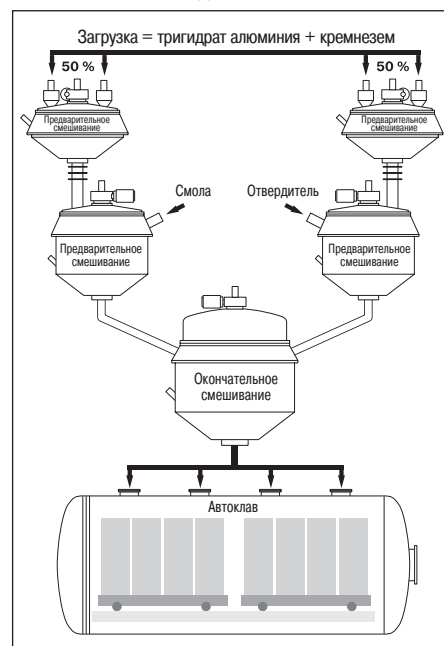 Загрузка = тригидрат алюминия + кремнезем
50 %
50 %
Предварительное
смешивание
Предварительное
смешивание
Смола
Отвердитель
Предварительное
смешивание
Предварительное
смешивание
Окончательное
смешивание
Автоклав